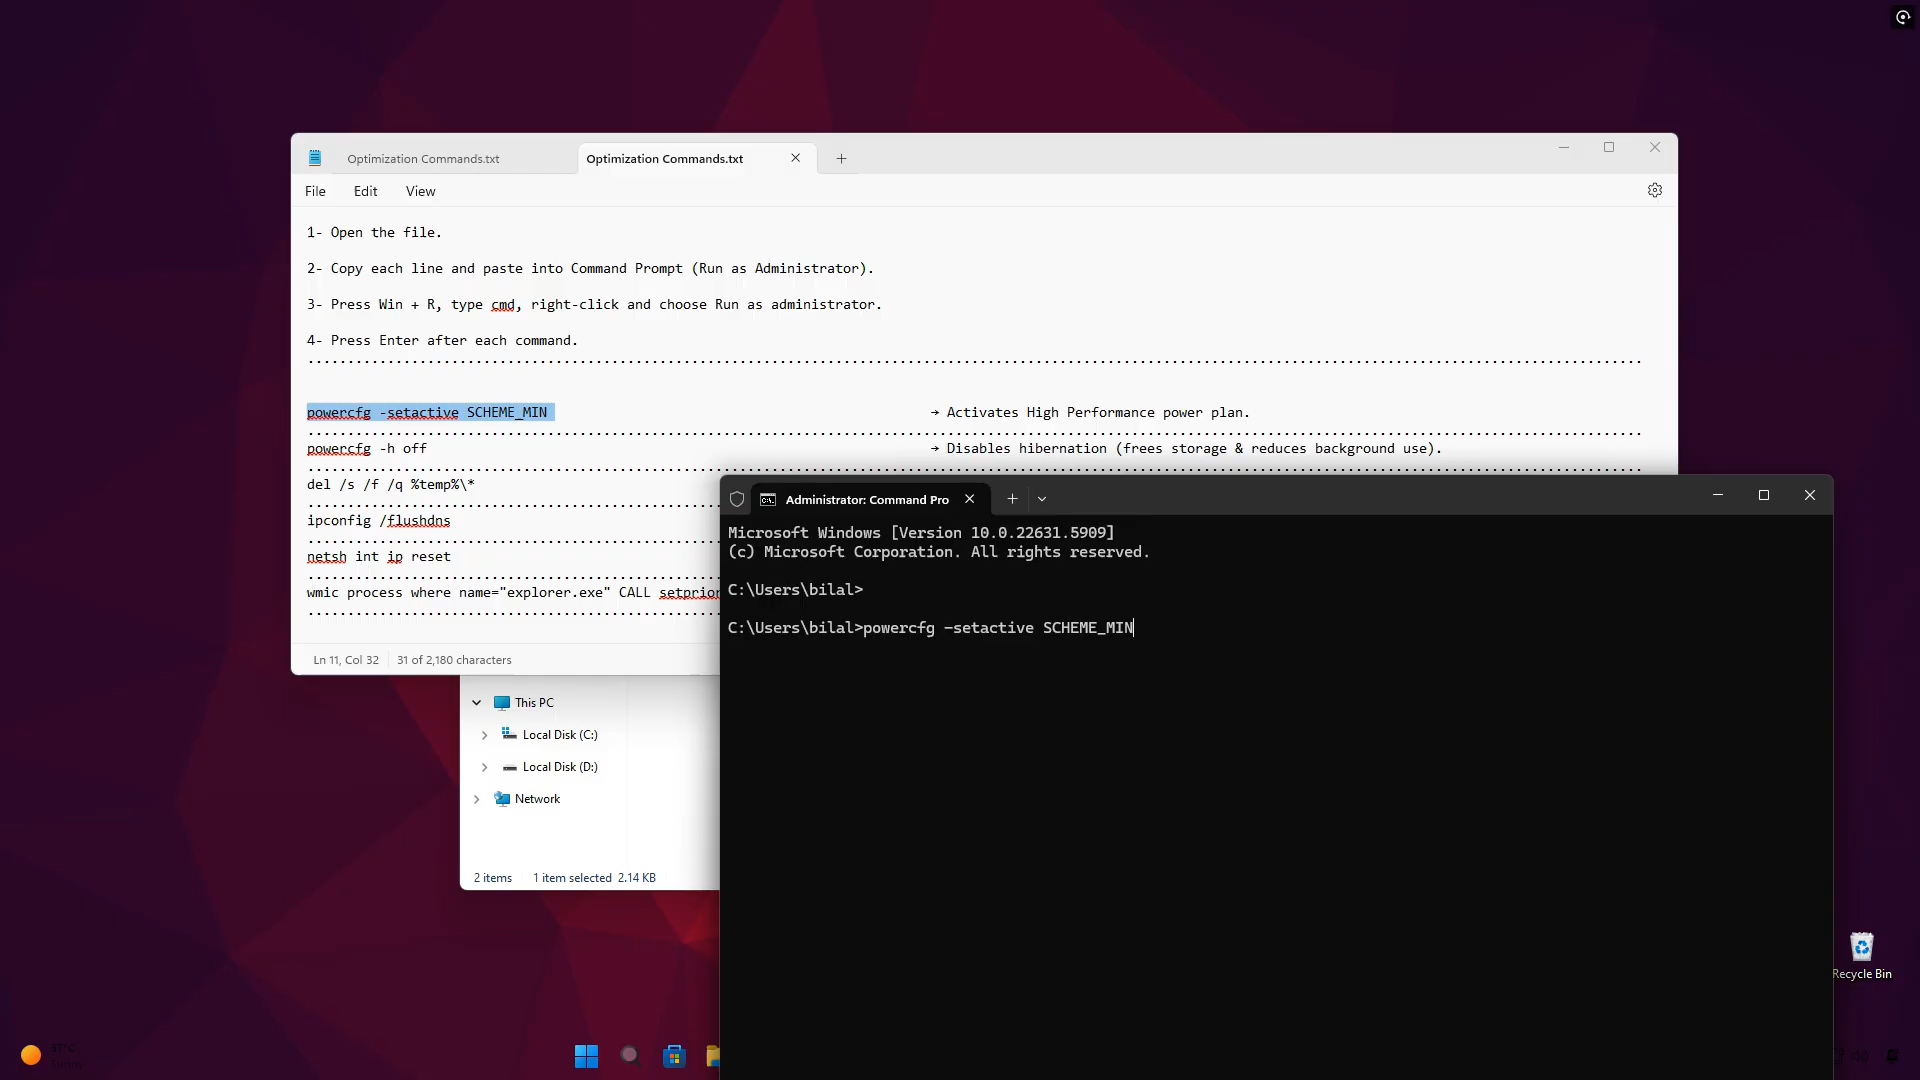 Optimization Commands.txt
Optimization Commands.txt
File Edit View
1- Open the file.
2- Copy each line and paste into Command Prompt (Run as Administrator).
3- Press Win + R, type cmd, right-click and choose Run as administrator.
4- Press Enter after each command.
powercfg -setactive SCHEME_MIN → Activates High Performance power plan.
powercfg -h off → Disables hibernation (frees storage & reduces background use).
del /s /f /q %temp%\*
ipconfig /flushdns
netsh int ip reset
wmic process where name="explorer.exe" CALL setprior
Ln 11, Col 32 31 of 2,180 characters
Administrator: Command Pro
Microsoft Windows [Version 10.0.22631.5909]
(c) Microsoft Corporation. All rights reserved.
C:\Users\bilal>
C:\Users\bilal>powercfg -setactive SCHEME_MIN
This PC
Local Disk (C:)
Local Disk (D:)
Network
2 items 1 item selected 2.14 KB
Recycle Bin
Sunny